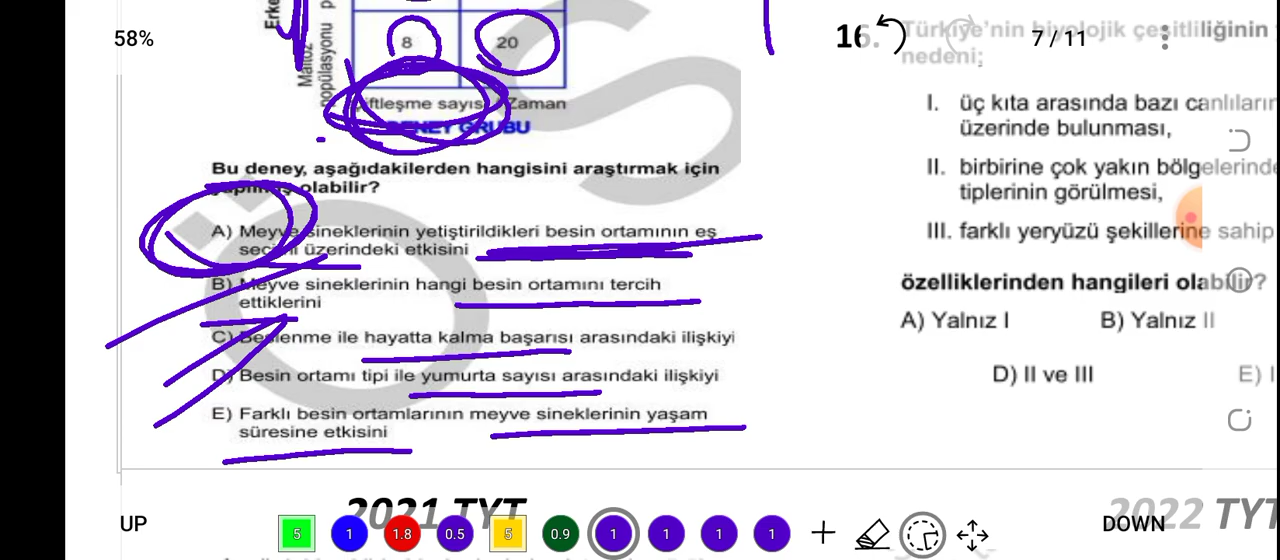 58%
Erke
Maltoz
popülasyonu
8 20
Çiftleşme sayısı / Zaman
DENEY GRUBU
Bu deney, aşağıdakilerden hangisini araştırmak için
yapılmış olabilir?
A) Meyve sineklerinin yetiştirildikleri besin ortamının eş
seçimi üzerindeki etkisini
B) Meyve sineklerinin hangi besin ortamını tercih
ettiklerini
C) Beslenme ile hayatta kalma başarısı arasındaki ilişkiyi
D) Besin ortamı tipi ile yumurta sayısı arasındaki ilişkiyi
E) Farklı besin ortamlarının meyve sineklerinin yaşam
süresine etkisini
2021 TYT
UP
5 1 1.8 0.5 5 0.9 1 1 1 1
16. Türkiye’nin biyolojik çeşitliliğinin
7 / 11
nedeni;
I. üç kıta arasında bazı canlıların
üzerinde bulunması,
II. birbirine çok yakın bölgelerinde
tiplerinin görülmesi,
III. farklı yeryüzü şekillerine sahip
özelliklerinden hangileri olabilir?
A) Yalnız I B) Yalnız II
D) II ve III E) I
2022 TYT
DOWN